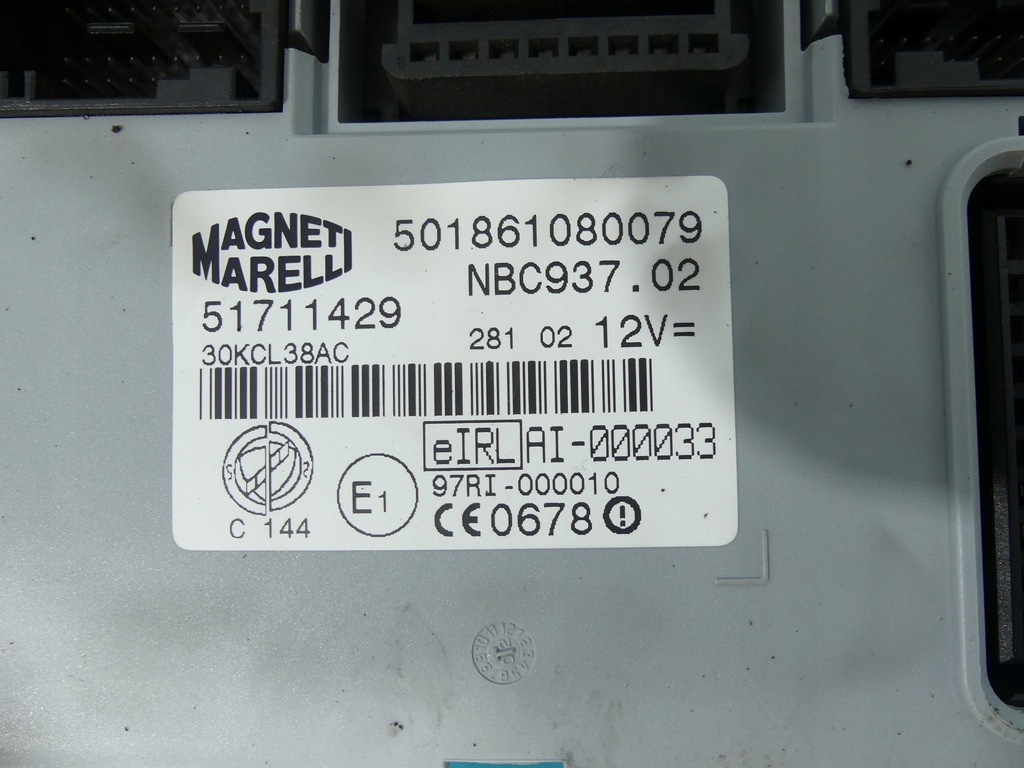 MAGNETI MARELLI
501861080079
NBC937.02
51711429
281 02 12V=
30KCL38AC
eIRL AI-000033
97RI-000010
E1
CE0678
C 144